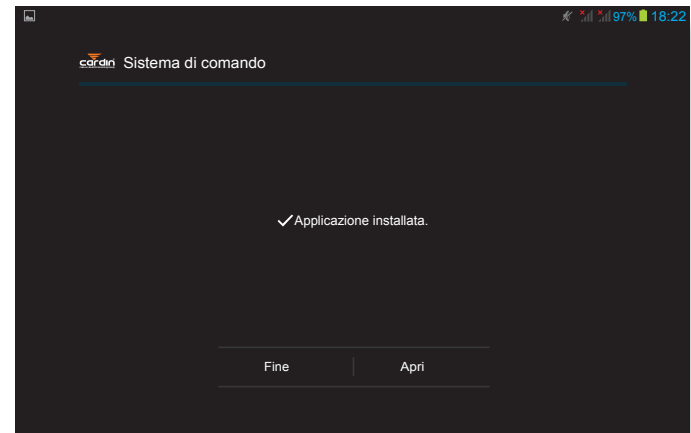 97% 18:22
cardin Sistema di comando
Applicazione installata.
Fine Apri